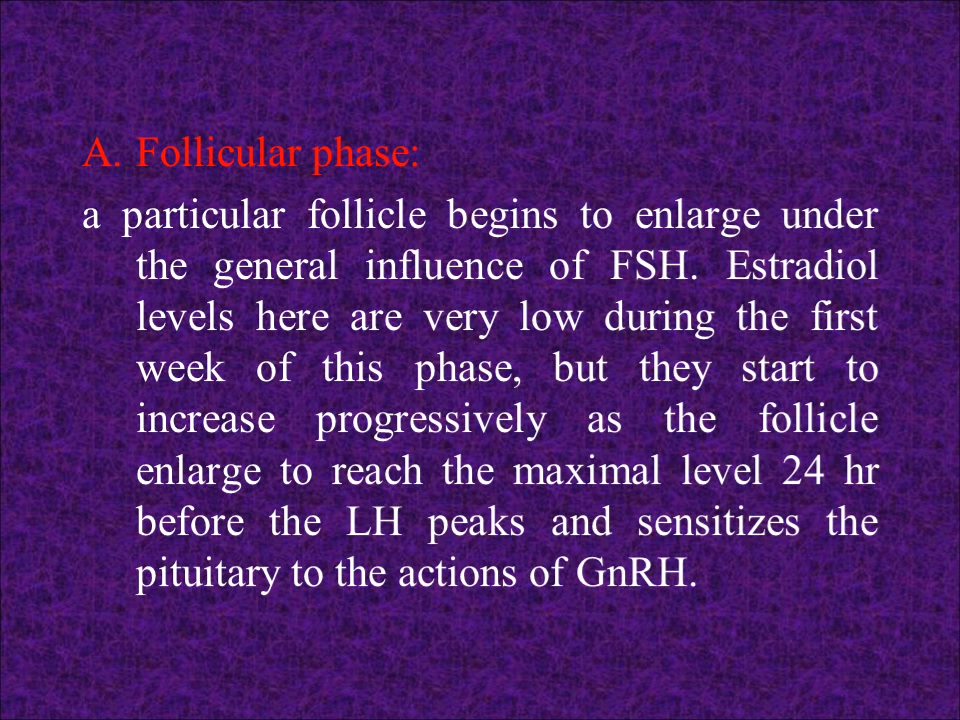 A. Follicular phase:
a particular follicle begins to enlarge under
the general influence of FSH. Estradiol
levels here are very low during the first
week of this phase, but they start to
increase progressively as the follicle
enlarge to reach the maximal level 24 hr
before the LH peaks and sensitizes the
pituitary to the actions of GnRH.